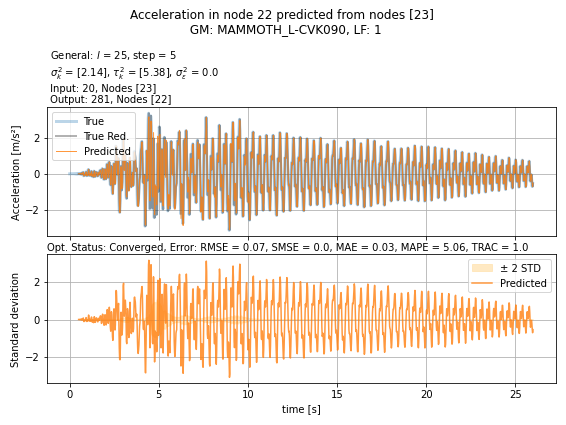 Acceleration in node 22 predicted from nodes [23]
GM: MAMMOTH_L-CVK090, LF: 1
General: l = 25, step = 5
σ²ₖ = [2.14], τ²ₖ = [5.38], σ²ε = 0.0
Input: 20, Nodes [23]
Output: 281, Nodes [22]
True
True Red.
Predicted
Acceleration [m/s²]
2
0
−2
Opt. Status: Converged, Error: RMSE = 0.07, SMSE = 0.0, MAE = 0.03, MAPE = 5.06, TRAC = 1.0
± 2 STD
Predicted
Standard deviation
2
0
−2
0 5 10 15 20 25
time [s]